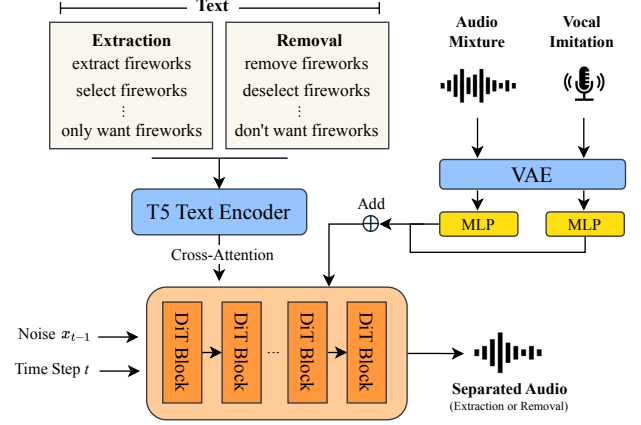 Text
Extraction
extract fireworks
select fireworks
⋮
only want fireworks
Removal
remove fireworks
deselect fireworks
⋮
don't want fireworks
Audio
Mixture
Vocal
Imitation
VAE
MLP
MLP
Add
T5 Text Encoder
Cross-Attention
Noise x_{t−1}
Time Step t
DiT Block
DiT Block
...
DiT Block
DiT Block
Separated Audio
(Extraction or Removal)